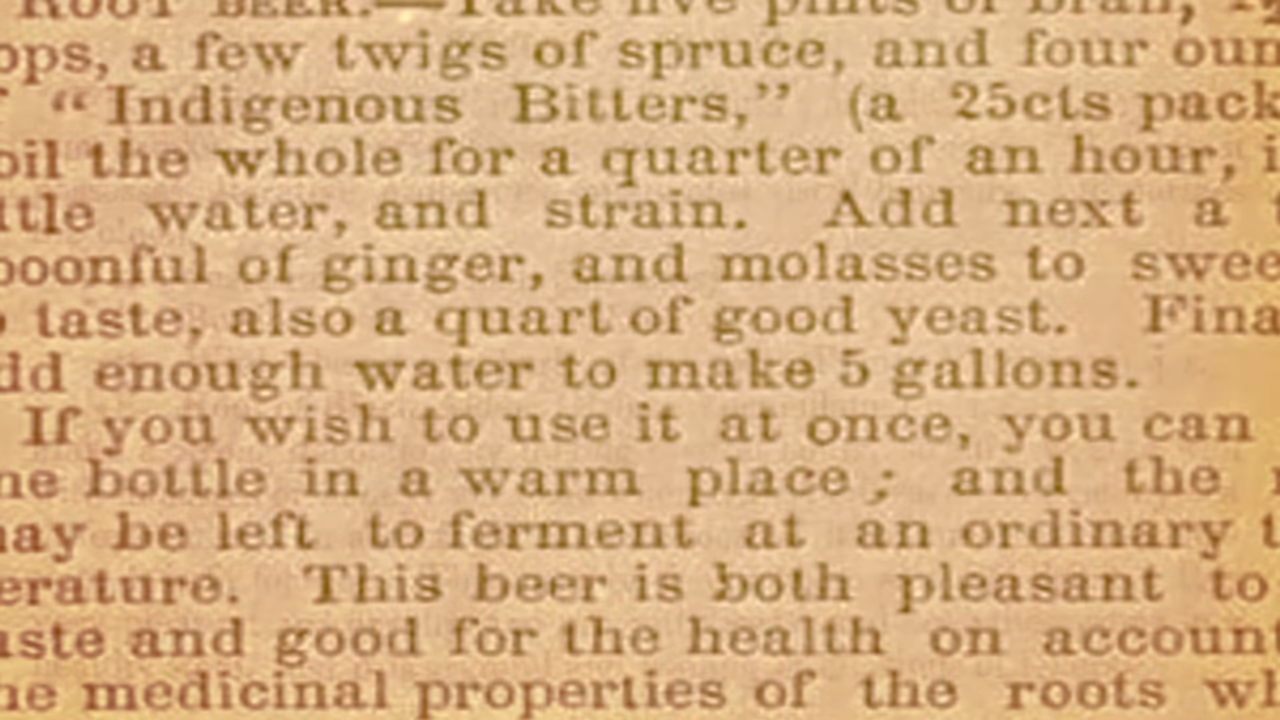 ROOT BEER.—Take five pints of bran,
ops, a few twigs of spruce, and four oun
" Indigenous Bitters," (a 25cts pack
oil the whole for a quarter of an hour, i
ttle water, and strain. Add next a
poonful of ginger, and molasses to swee
taste, also a quart of good yeast. Fina
dd enough water to make 5 gallons.
If you wish to use it at once, you can
ne bottle in a warm place ; and the
nay be left to ferment at an ordinary t
erature. This beer is both pleasant to
aste and good for the health on account
he medicinal properties of the roots wh